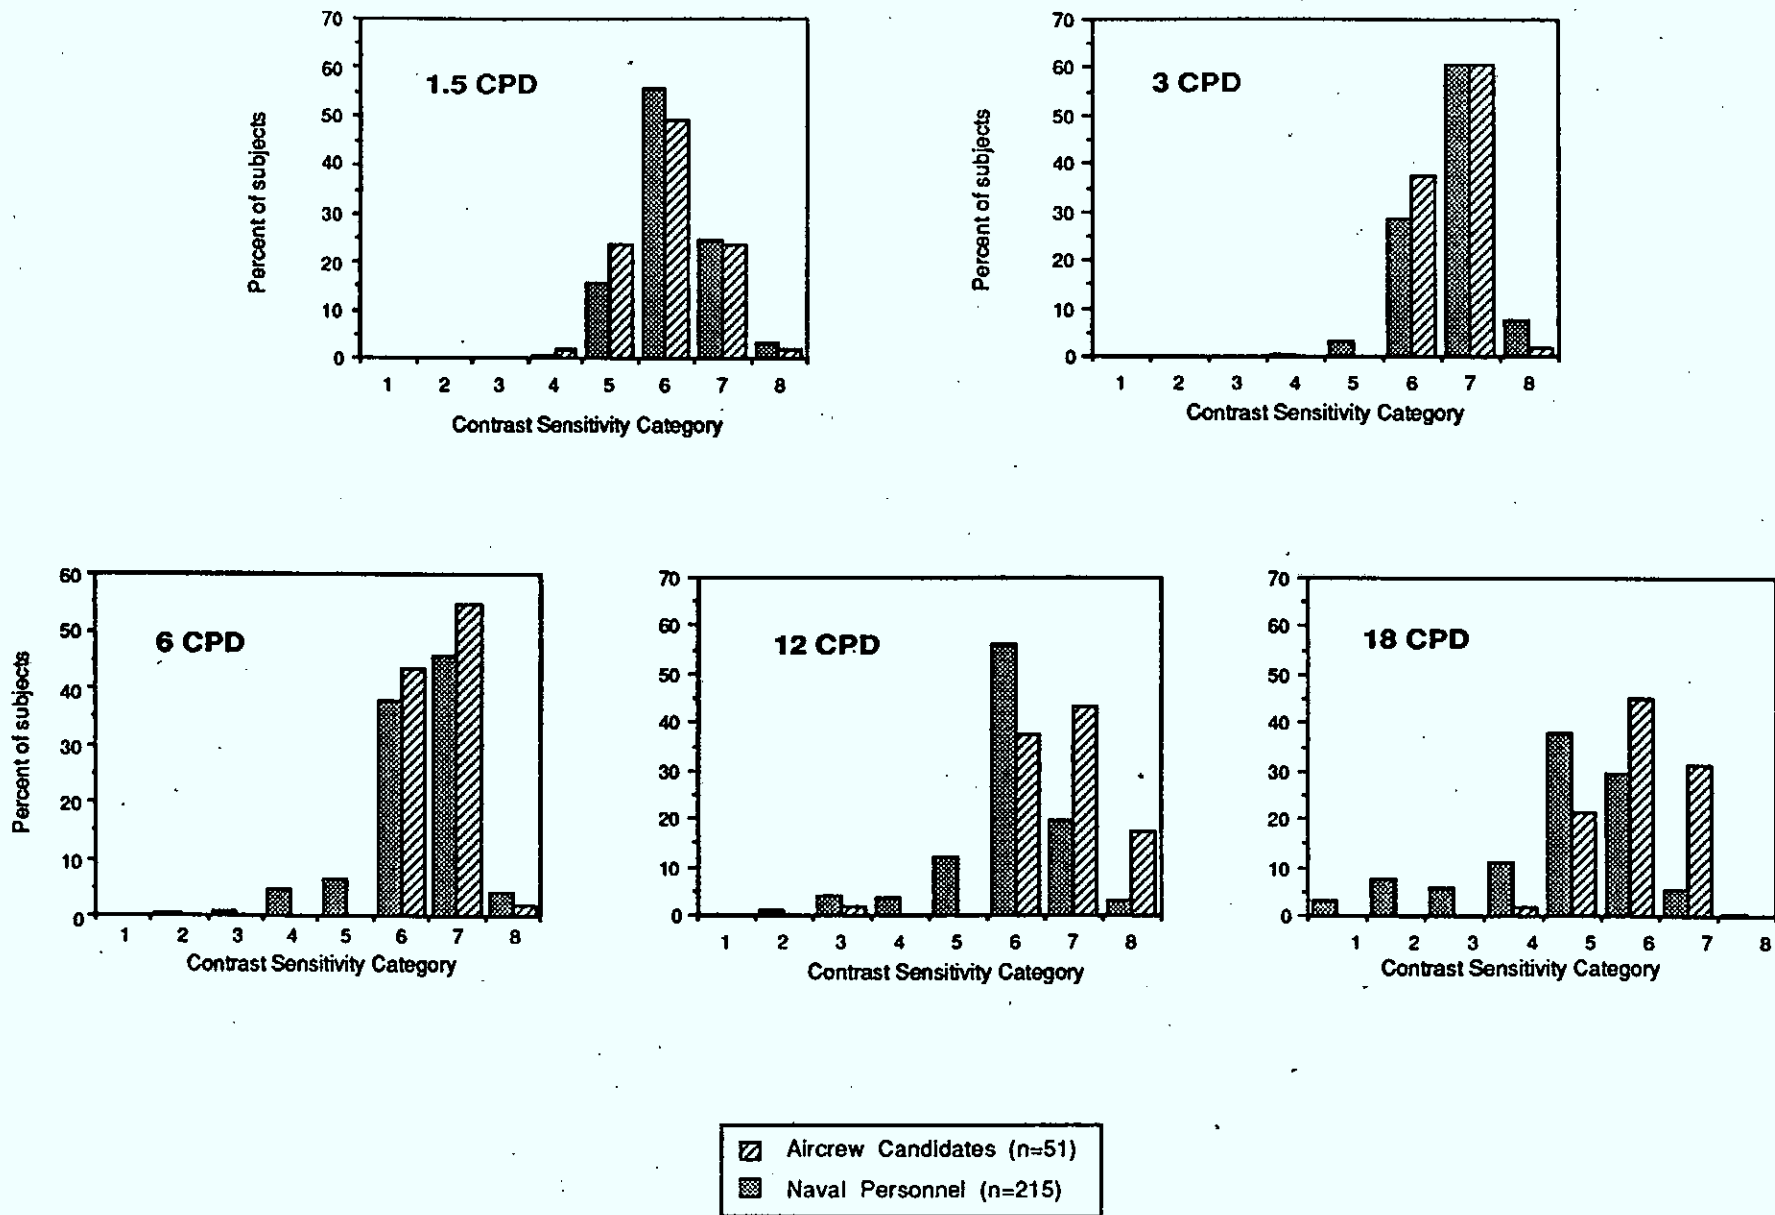 70
60
50
40
30
20
10
0
Percent of subjects
1.5 CPD
1 2 3 4 5 6 7 8
Contrast Sensitivity Category
70
60
50
40
30
20
10
0
Percent of subjects
3 CPD
1 2 3 4 5 6 7 8
Contrast Sensitivity Category
60
50
40
30
20
10
0
Percent of subjects
6 CPD
1 2 3 4 5 6 7 8
Contrast Sensitivity Category
70
60
50
40
30
20
10
0
12 CPD
1 2 3 4 5 6 7 8
Contrast Sensitivity Category
70
60
50
40
30
20
10
0
18 CPD
1 2 3 4 5 6 7 8
Contrast Sensitivity Category
Aircrew Candidates (n=51)
Naval Personnel (n=215)